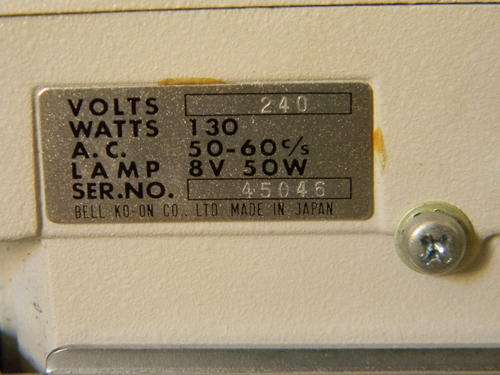 VOLTS 240
WATTS 130
A. C. 50-60 c/s
LAMP 8V 50W
SER. NO. 45046
BELL KO-ON CO., LTD MADE IN JAPAN